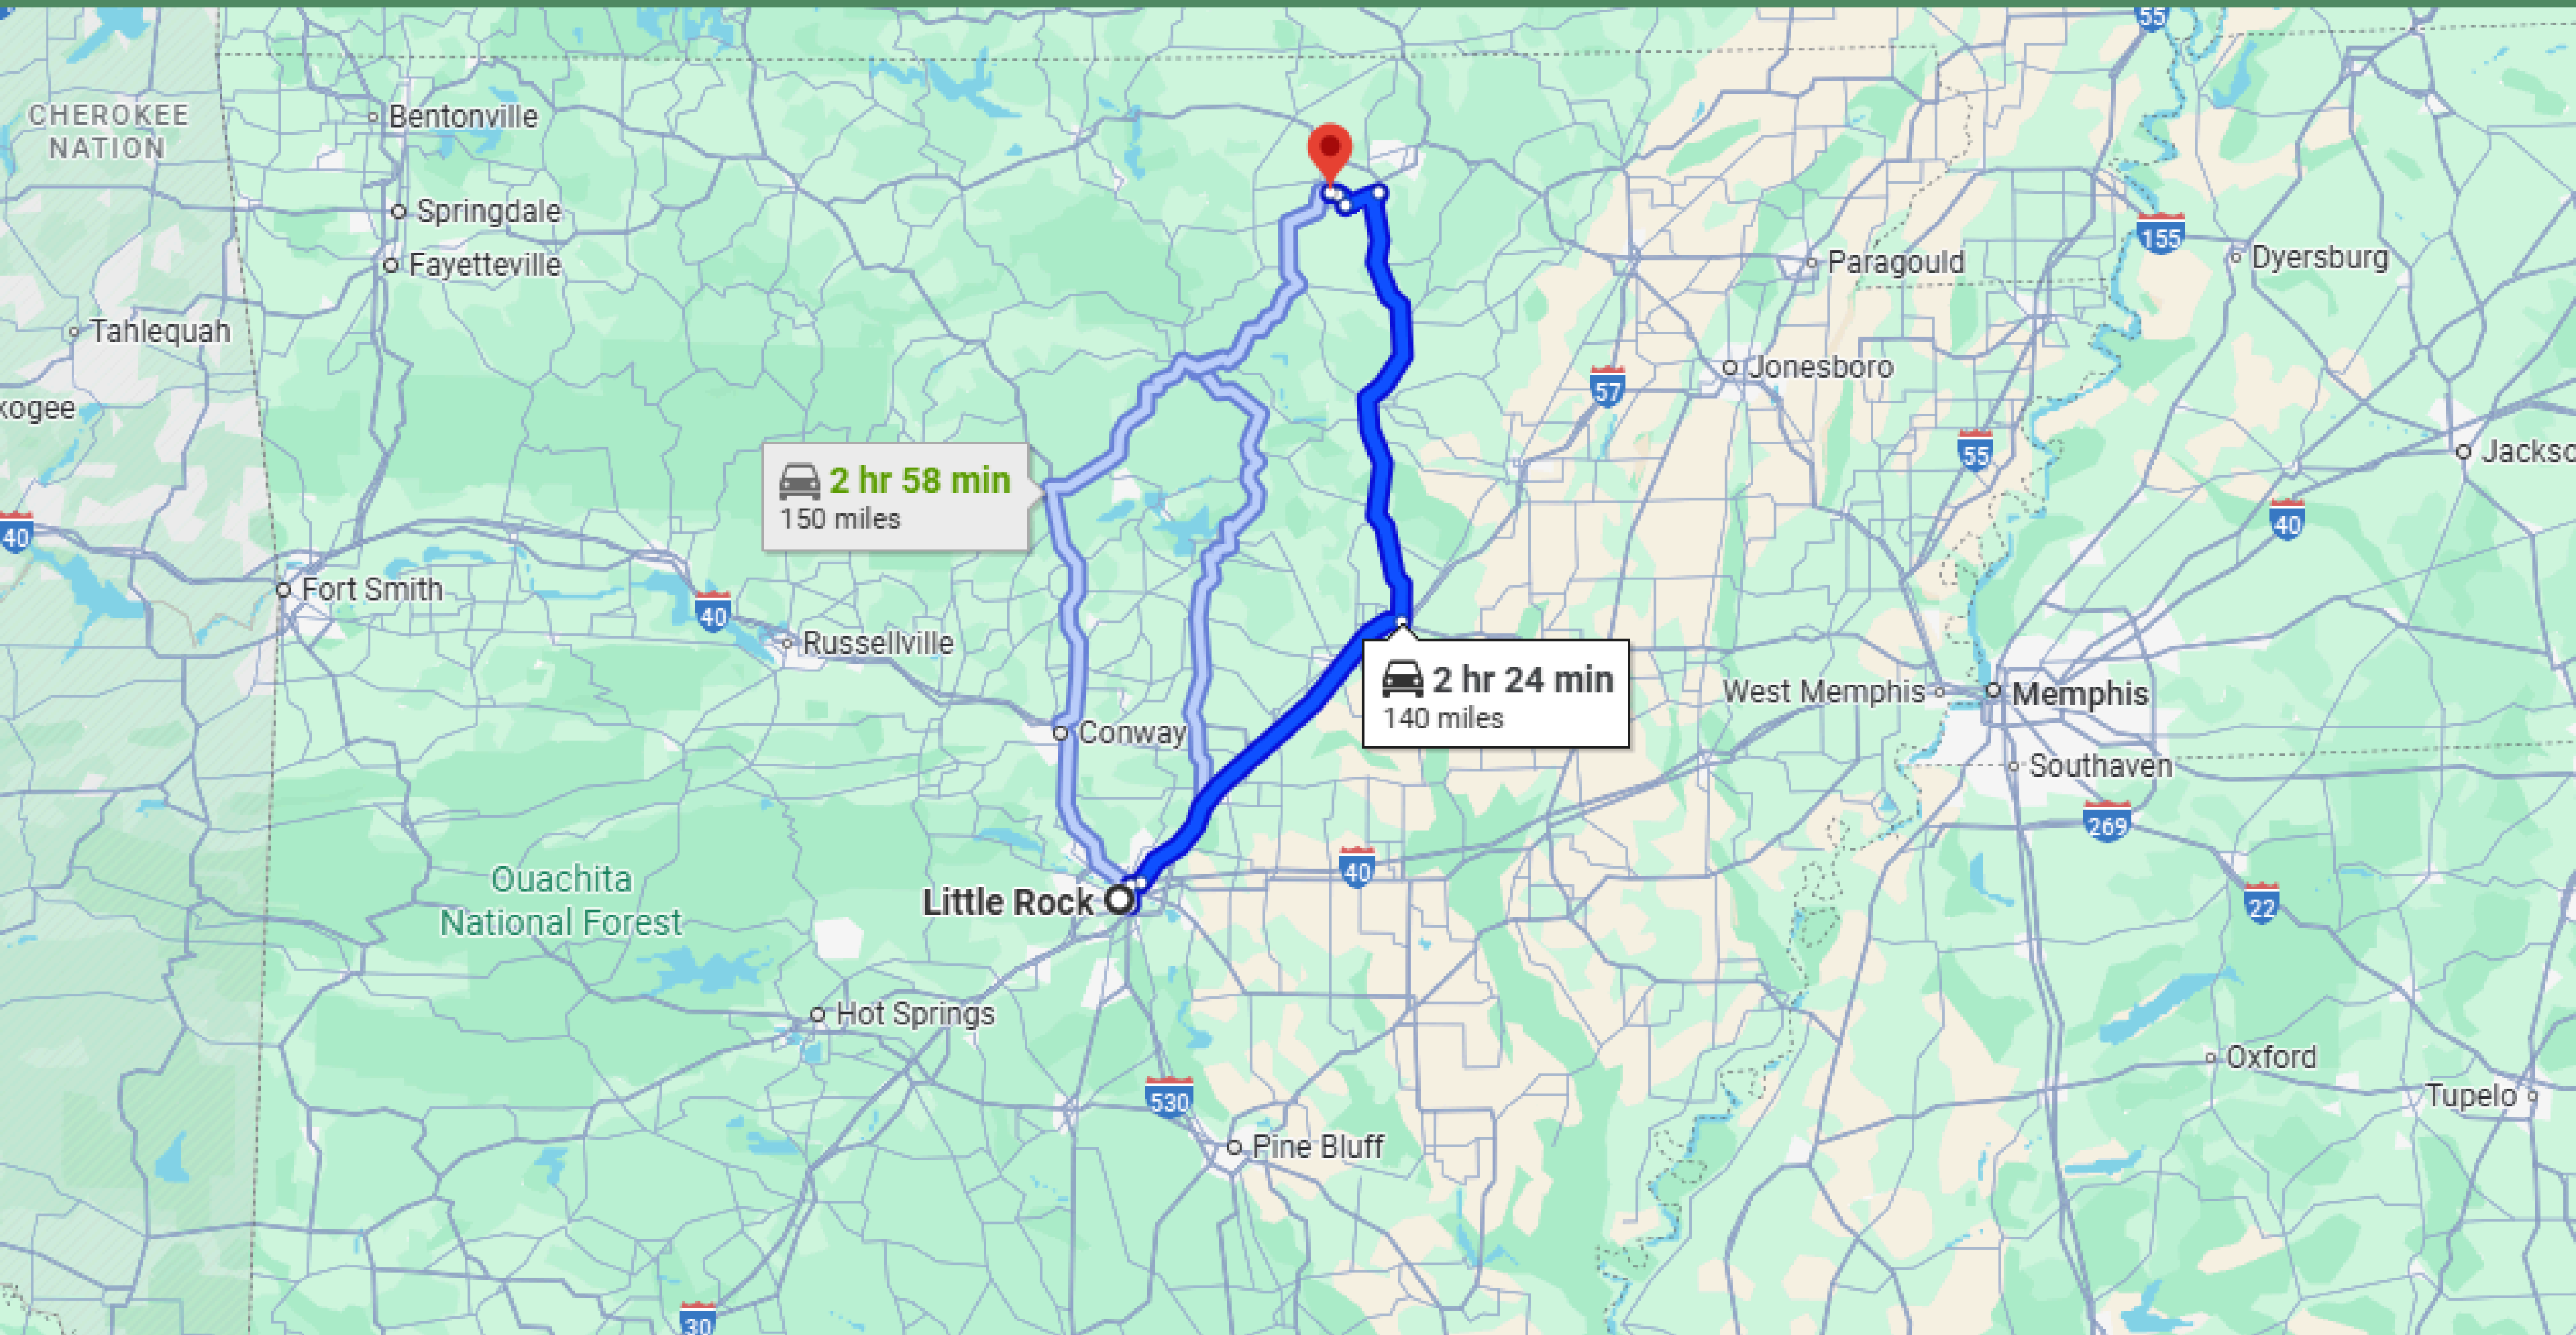 55
CHEROKEE
NATION
Bentonville
Springdale
Fayetteville
155
Dyersburg
Paragould
Tahlequah
Jonesboro
57
kogee
55
Jacksc
2 hr 58 min
150 miles
40
40
Fort Smith
40
Russellville
2 hr 24 min
140 miles
West Memphis
Memphis
Conway
Southaven
269
40
Ouachita
National Forest
Little Rock
22
Hot Springs
Oxford
530
Tupelo
Pine Bluff
30